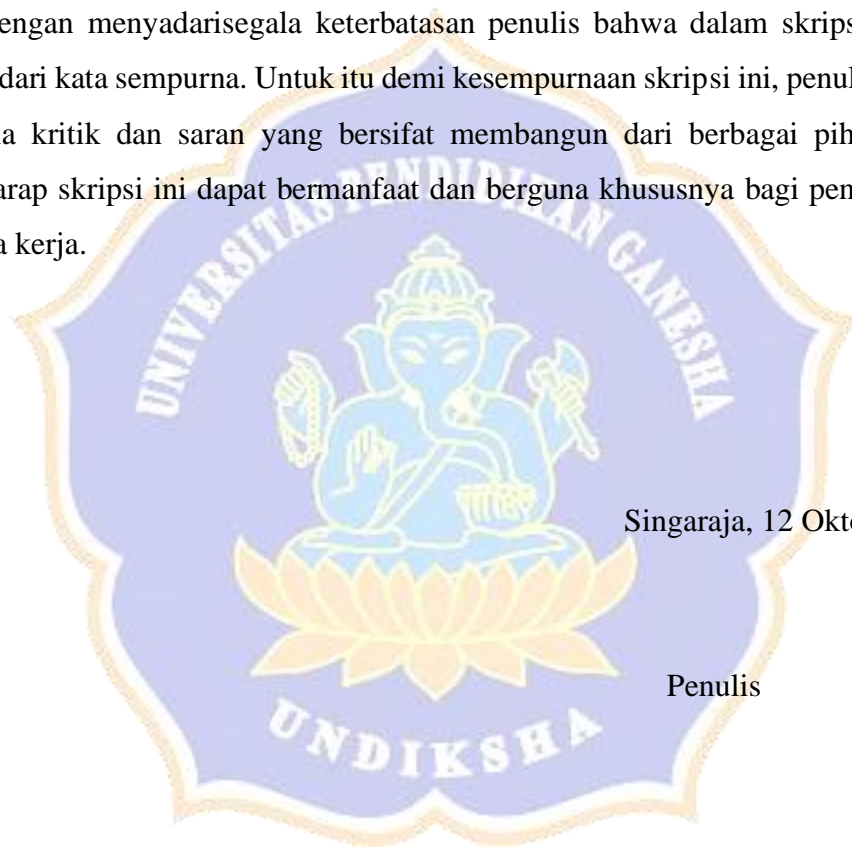 engan menyadarisegala keterbatasan penulis bahwa dalam skrips
dari kata sempurna. Untuk itu demi kesempurnaan skripsi ini, penul
a kritik dan saran yang bersifat membangun dari berbagai pih
arap skripsi ini dapat bermanfaat dan berguna khususnya bagi pen
a kerja.
UNIVERSITAS PENDIDIKAN GANESHA
Singaraja, 12 Okt
Penulis
UNDIKSHA